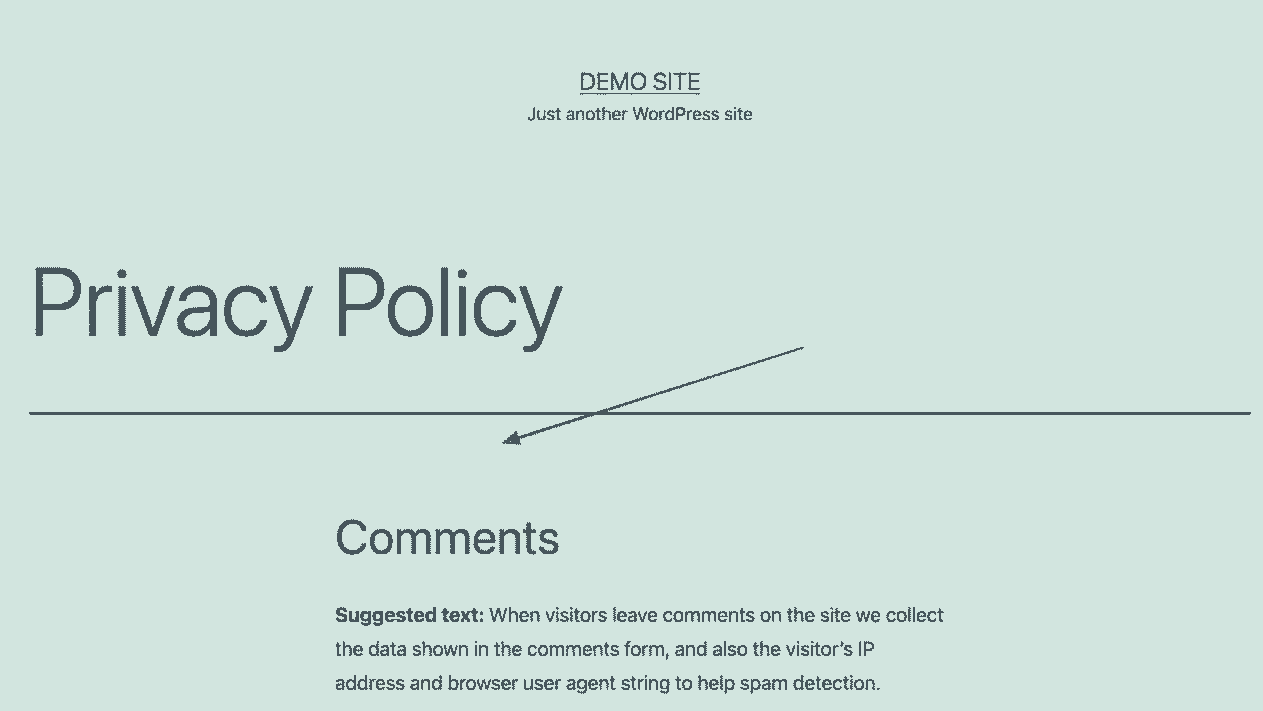 DEMO SITE
Just another WordPress site
Privacy Policy
Comments
Suggested text: When visitors leave comments on the site we collect
the data shown in the comments form, and also the visitor’s IP
address and browser user agent string to help spam detection.